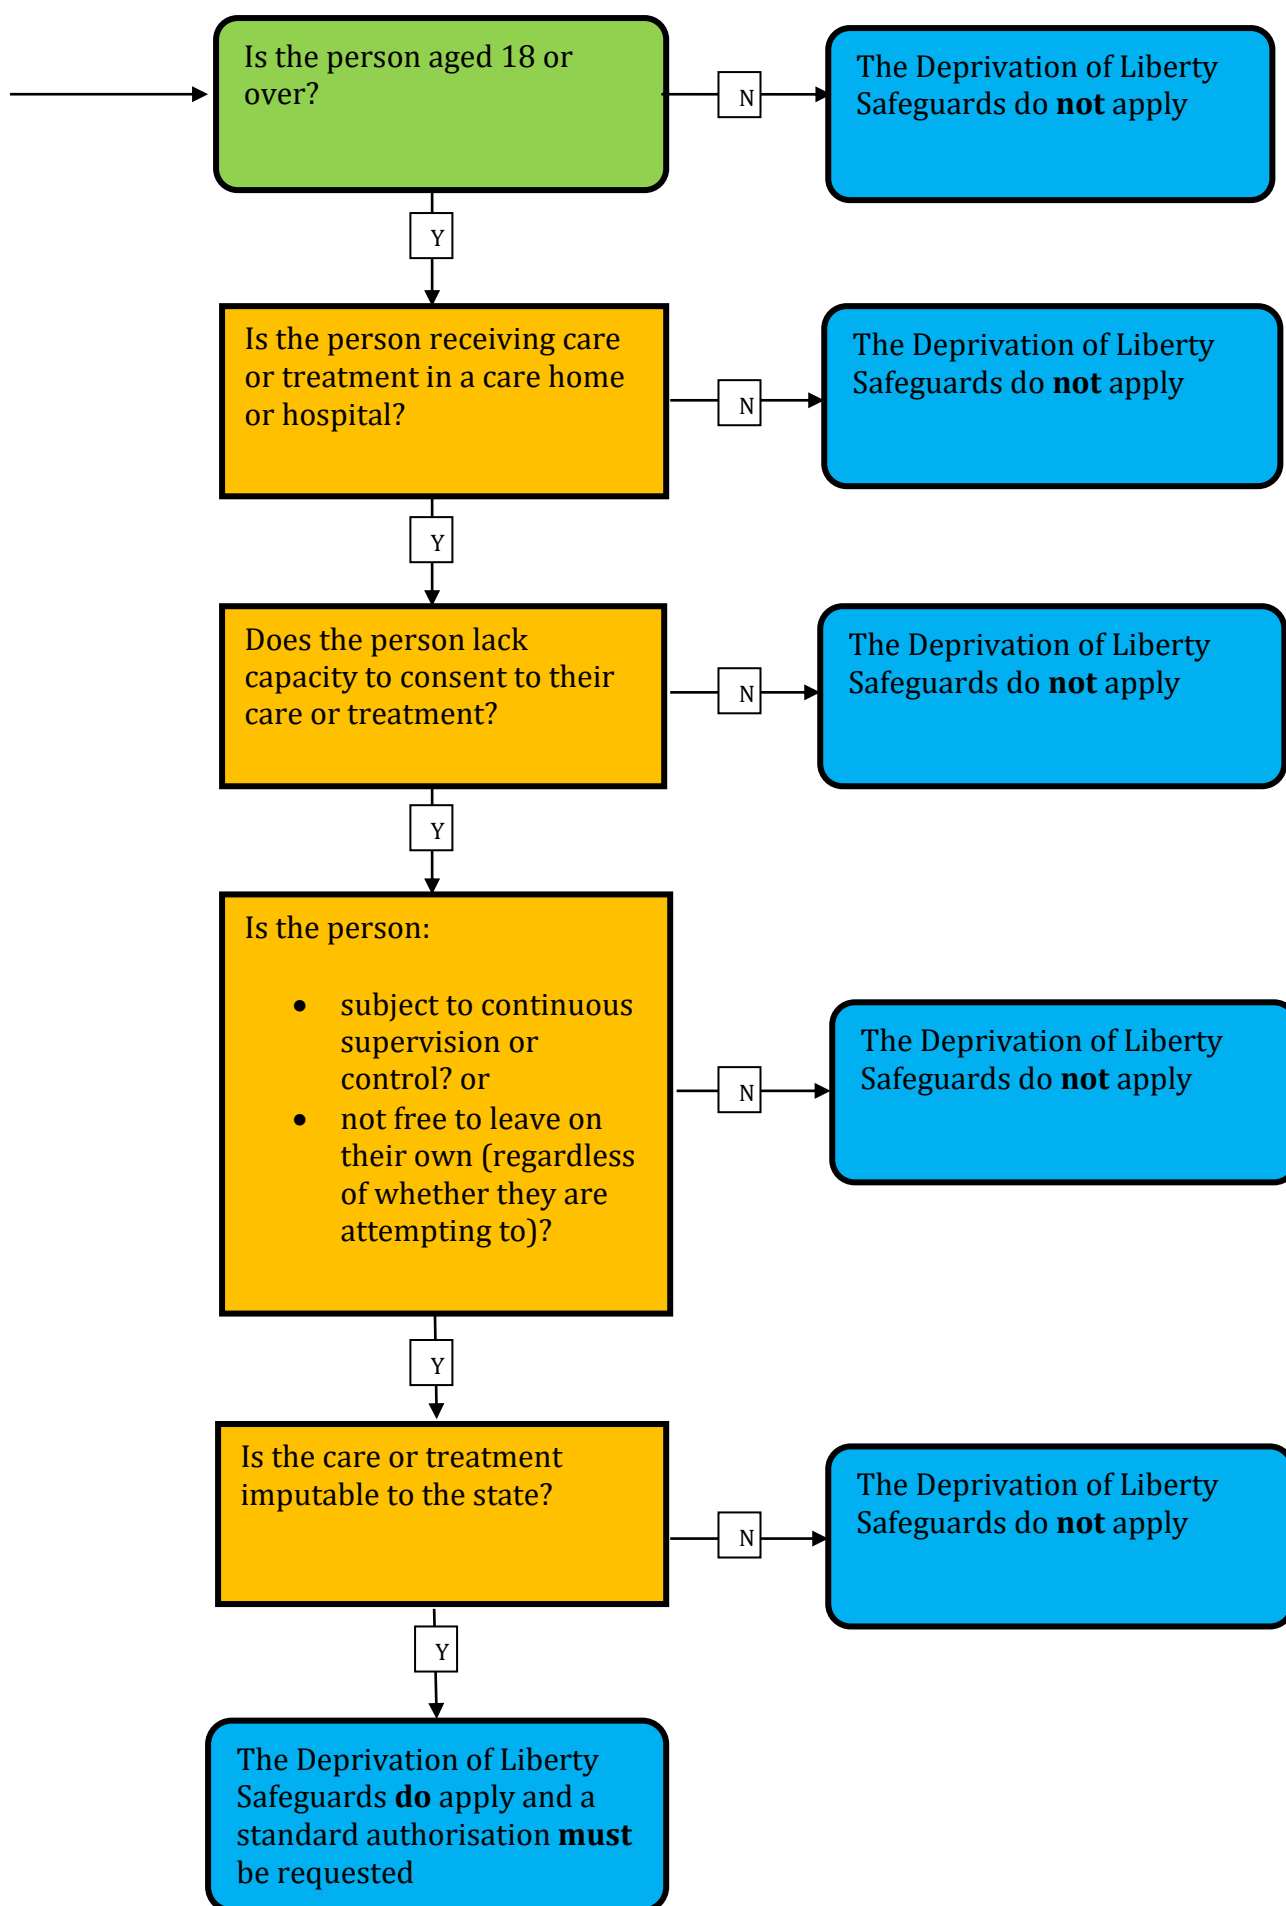 Is the person aged 18 or
over?
N
The Deprivation of Liberty
Safeguards do not apply
Y
Is the person receiving care
or treatment in a care home
or hospital?
N
The Deprivation of Liberty
Safeguards do not apply
Y
Does the person lack
capacity to consent to their
care or treatment?
N
The Deprivation of Liberty
Safeguards do not apply
Y
Is the person:
• subject to continuous
supervision or
control? or
• not free to leave on
their own (regardless
of whether they are
attempting to)?
N
The Deprivation of Liberty
Safeguards do not apply
Y
Is the care or treatment
imputable to the state?
N
The Deprivation of Liberty
Safeguards do not apply
Y
The Deprivation of Liberty
Safeguards do apply and a
standard authorisation must
be requested